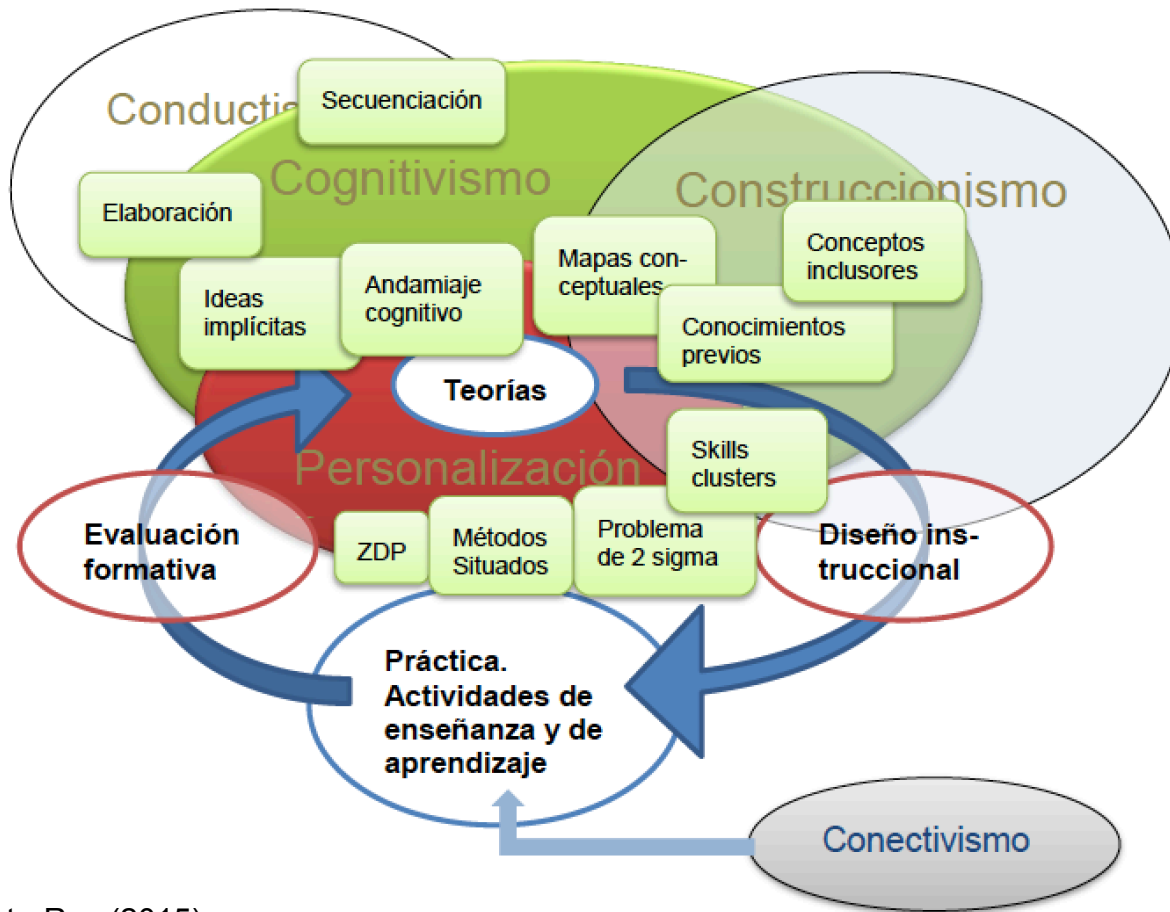 Secuenciación
Conductis
Cognitivismo
Construccionismo
Elaboración
Conceptos
inclusores
Mapas con-
ceptuales
Ideas
implícitas
Andamiaje
cognitivo
Conocimientos
previos
Teorías
Skills
clusters
Personalización
Evaluación
formativa
ZDP
Métodos
Situados
Problema
de 2 sigma
Diseño ins-
truccional
Práctica.
Actividades de
enseñanza y de
aprendizaje
Conectivismo
(2015)